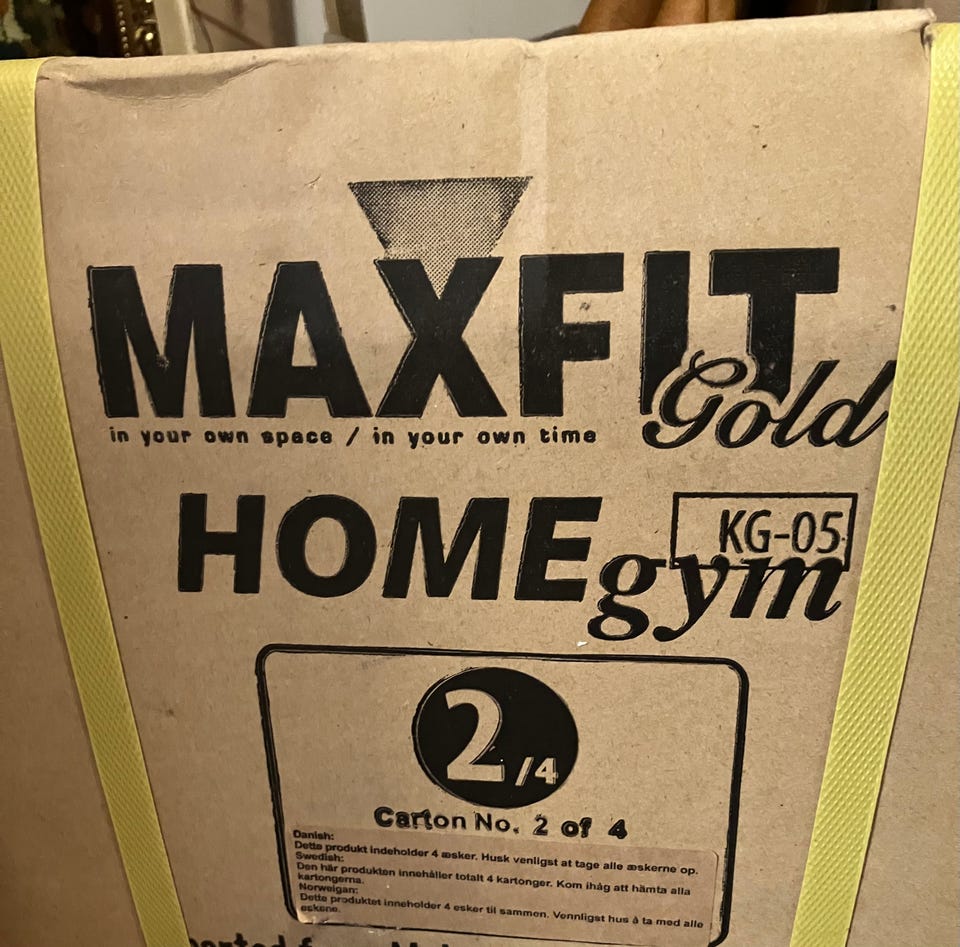 MAXFIT
Gold
in your own space / in your own time
HOME gym
KG-05
2/4
Carton No. 2 of 4
Danish:
Dette produkt indeholder 4 æsker. Husk venligst at tage alle æskerne op.
Swedish:
Den här produkten innehåller totalt 4 kartonger. Kom ihåg att hämta alla
kartongerna.
Norweigan:
Dette produktet inneholder 4 esker til sammen. Vennligst hus å ta med alle
eskene.